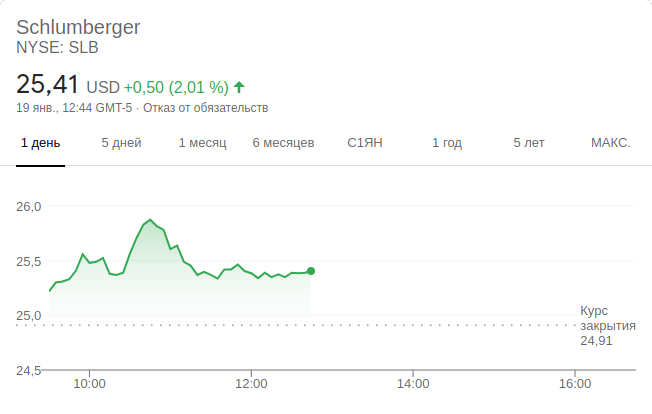 Schlumberger
NYSE: SLB
25,41 USD +0,50 (2,01 %)
19 янв., 12:44 GMT-5 · Отказ от обязательств
1 день 5 дней 1 месяц 6 месяцев С1ЯН 1 год 5 лет МАКС.
26,0
25,5
25,0
Курс
закрытия
24,91
24,5
10:00 12:00 14:00 16:00